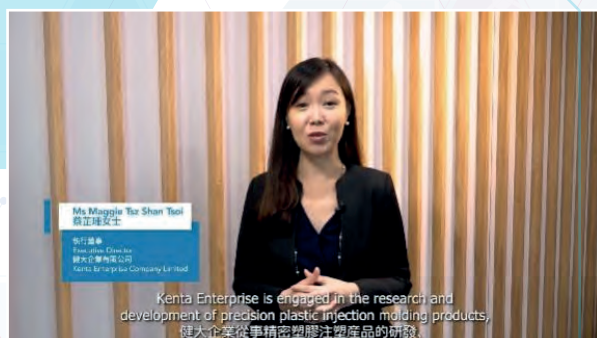 Ms Maggie Tsz Shan Tsoi
蔡芷珊女士
執行董事
Executive Director
健大企業有限公司
Kenta Enterprise Company Limited
Kenta Enterprise is engaged in the research and
development of precision plastic injection molding products,
健大企業從事精密塑膠注塑產品的研發